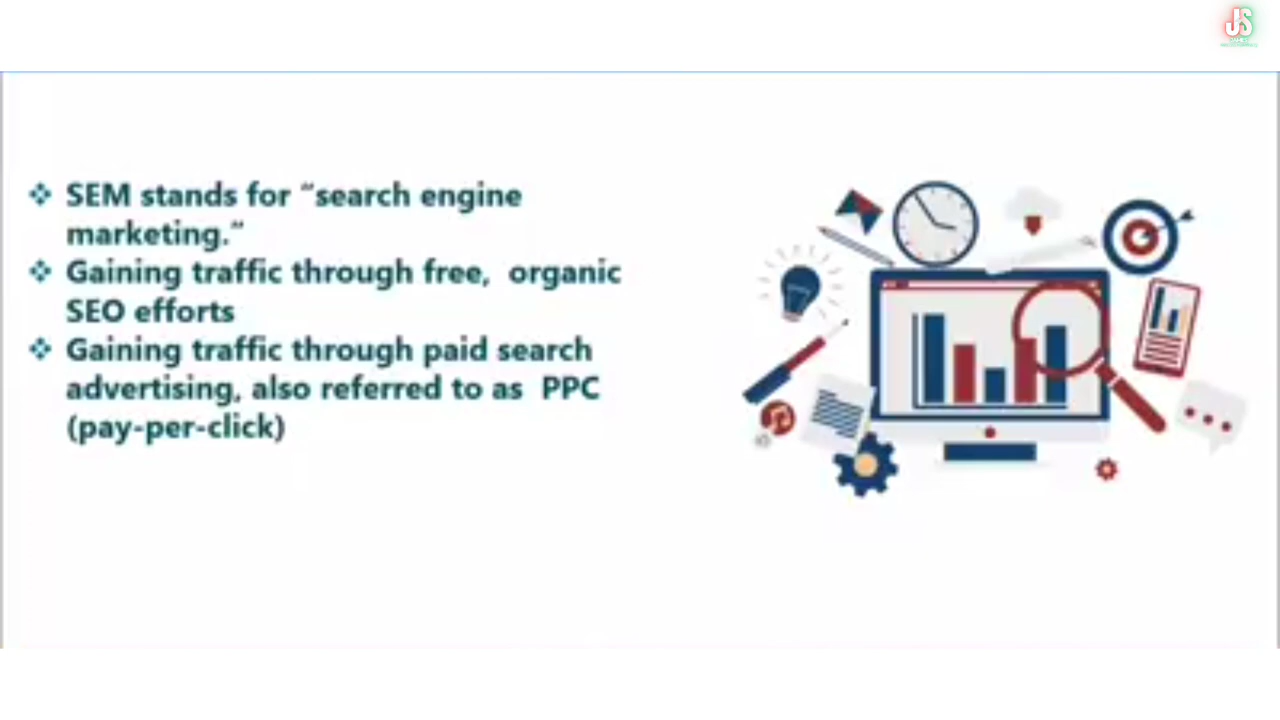 JS
❖ SEM stands for “search engine
marketing.”
❖ Gaining traffic through free,  organic
SEO efforts
❖ Gaining traffic through paid search
advertising, also referred to as  PPC
(pay-per-click)